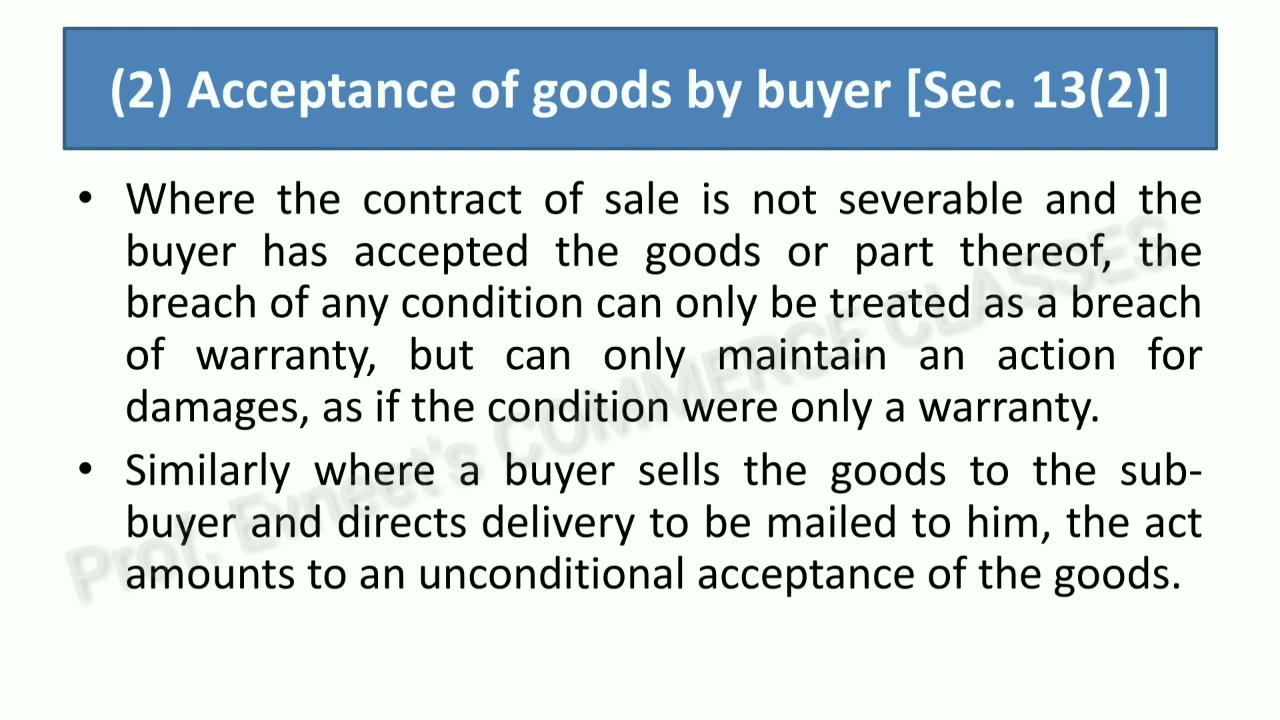 (2) Acceptance of goods by buyer [Sec. 13(2)]
• Where the contract of sale is not severable and the
buyer has accepted the goods or part thereof, the
breach of any condition can only be treated as a breach
of warranty, but can only maintain an action for
damages, as if the condition were only a warranty.
• Similarly where a buyer sells the goods to the sub-
buyer and directs delivery to be mailed to him, the act
amounts to an unconditional acceptance of the goods.
Prof. COMMERCE CLASSES